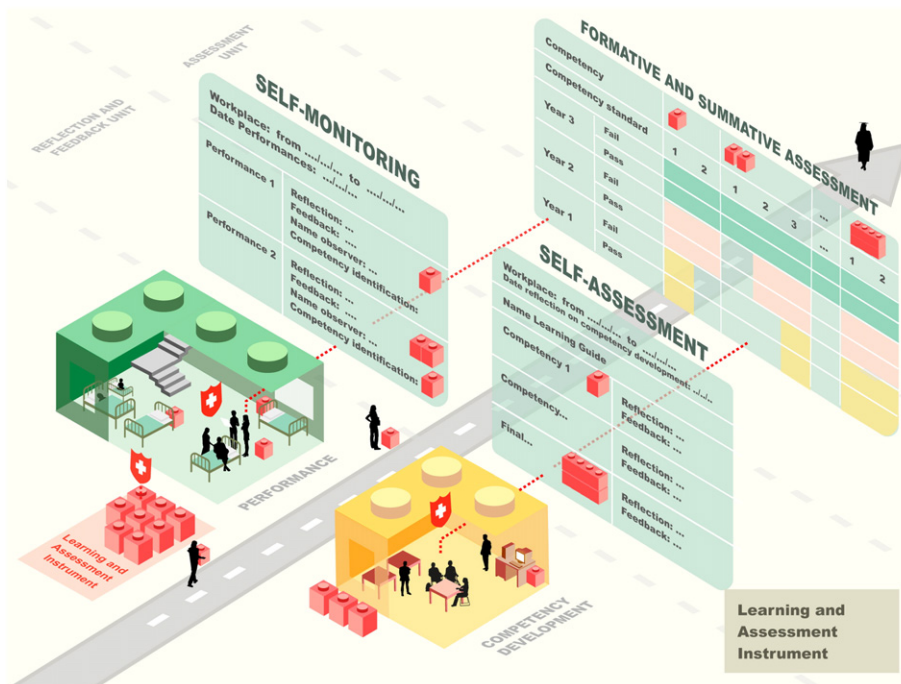 REFLECTION AND
FEEDBACK UNIT
ASSESSMENT
UNIT
SELF-MONITORING
Workplace: from ..../..../... to ..../..../...
Date Performances: ..../..../...
Performance 1
Reflection: ...
Feedback: ...
Name observer: ...
Competency identification:
Performance 2
Reflection: ...
Feedback: ...
Name observer: ...
Competency identification:
FORMATIVE AND SUMMATIVE ASSESSMENT
Competency
Competency standard
1
2
1
2
3
...
...
1
2
Year 3
Fail
Pass
Year 2
Fail
Pass
Year 1
Fail
Pass
SELF-ASSESSMENT
Workplace: from ..../..../... to ..../..../...
Date reflection on competency development: ../../...
Name Learning Guide
Competency 1
Reflection: ...
Feedback: ...
Competency...
Reflection: ...
Feedback: ...
Final...
Reflection: ...
Feedback: ...
PERFORMANCE
Learning and
Assessment
Instrument
COMPETENCY
DEVELOPMENT
Learning and
Assessment
Instrument